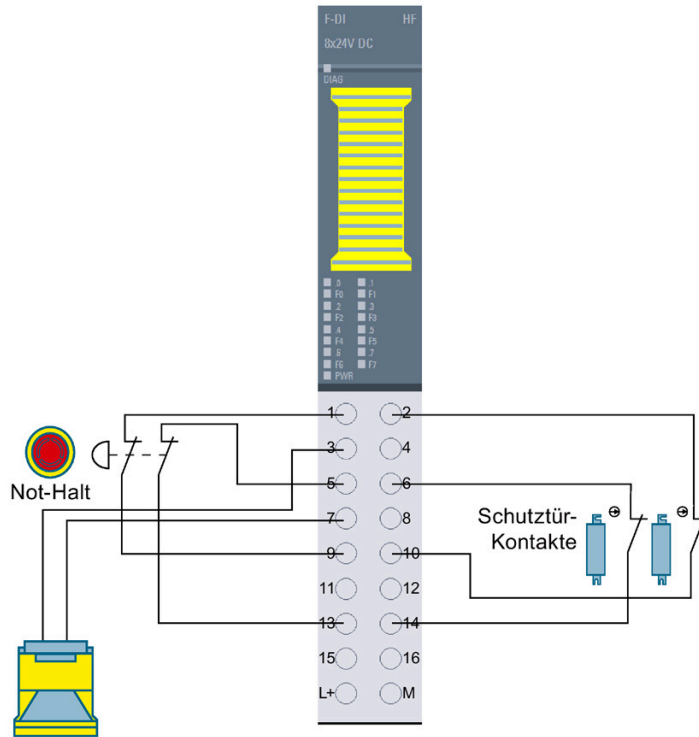 F-DI HF
8x24V DC
DIAG
.0 .1
F0 F1
.2 .3
F2 F3
.4 .5
F4 F5
.6 .7
F6 F7
PWR
1 2
3 4
5 6
7 8
9 10
11 12
13 14
15 16
L+ M
Not-Halt
Schutztür-
Kontakte